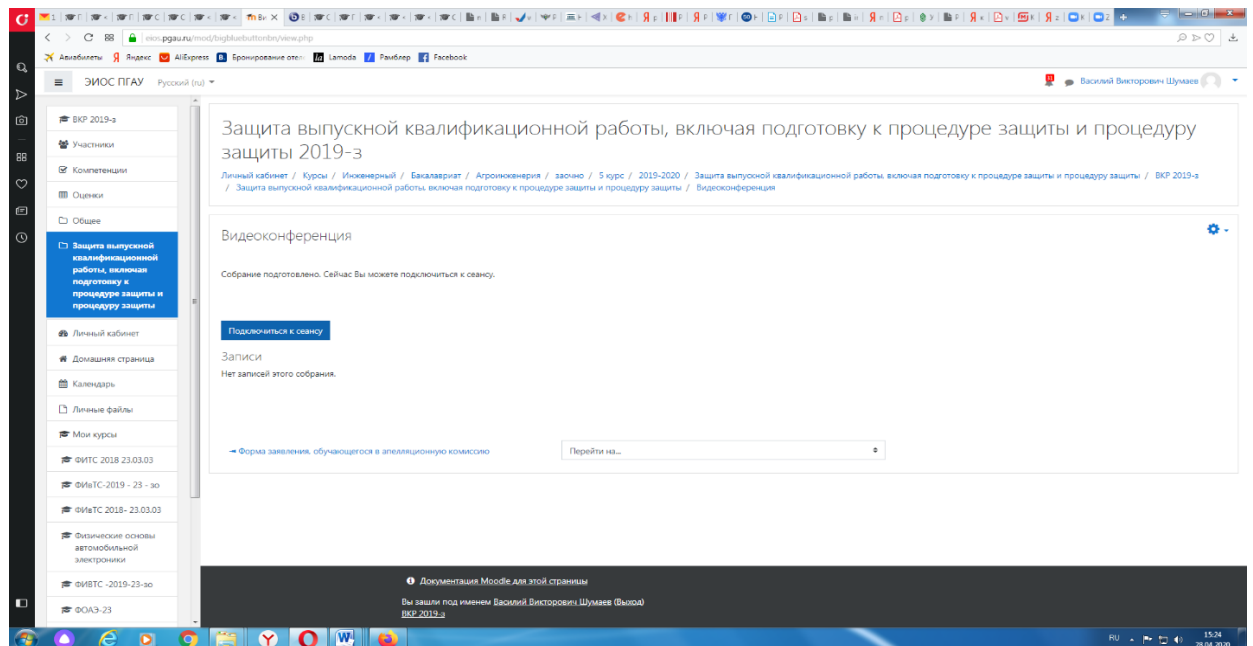 eios.pgau.ru/mod/bigbluebuttonbn/view.php
Авиабилеты Яндекс AliExpress Бронирование отел Lamoda Рамблер Facebook
ЭИОС ПГАУ Русский (ru)
Василий Викторович Шумаев
ВКР 2019-з
Участники
Компетенции
Оценки
Общее
Защита выпускной
квалификационной
работы, включая
подготовку к
процедуре защиты и
процедуру защиты
Личный кабинет
Домашняя страница
Календарь
Личные файлы
Мои курсы
ФИТС 2018 23.03.03
ФИвТС-2019 - 23 - зо
ФИвТС 2018- 23.03.03
Физические основы
автомобильной
электроники
ФИВТС -2019-23-зо
ФОАЭ-23
Защита выпускной квалификационной работы, включая подготовку к процедуре защиты и процедуру
защиты 2019-з
Личный кабинет / Курсы / Инженерный / Бакалавриат / Агроинженерия / заочно / 5 курс / 2019-2020 / Защита выпускной квалификационной работы, включая подготовку к процедуре защиты и процедуру защиты / ВКР 2019-з
/ Защита выпускной квалификационной работы, включая подготовку к процедуре защиты и процедуру защиты / Видеоконференция
Видеоконференция
Собрание подготовлено. Сейчас Вы можете подключиться к сеансу.
Подключиться к сеансу
Записи
Нет записей этого собрания.
Форма заявления, обучающегося в апелляционную комиссию
Перейти на...
Документация Moodle для этой страницы
Вы зашли под именем Василий Викторович Шумаев (Выход)
ВКР 2019-з
RU
15:24
29.04.2020